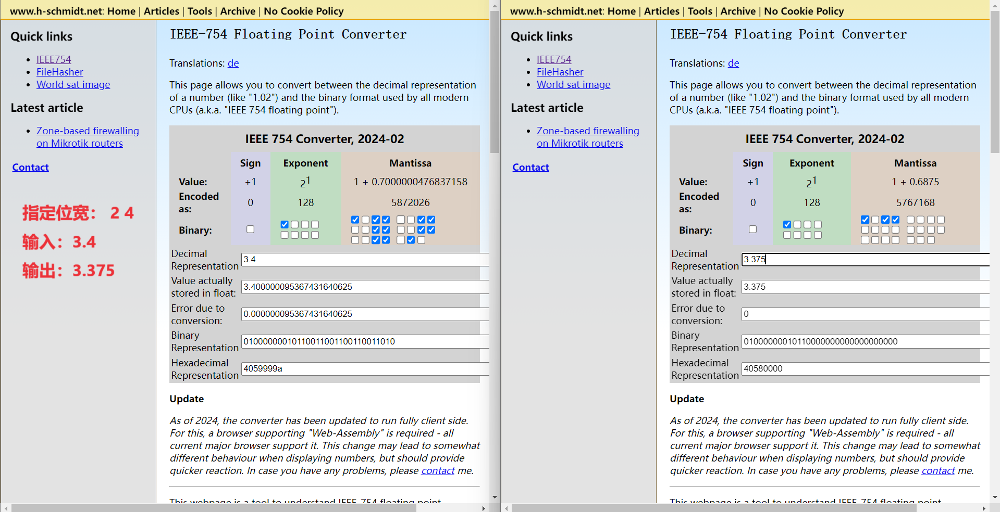 www.h-schmidt.net: Home | Articles | Tools | Archive | No Cookie Policy
Quick links
IEEE754
FileHasher
World sat image
Latest article
Zone-based firewalling
on Mikrotik routers
Contact
指定位宽： 2 4
输入：3.4
输出：3.375
IEEE-754 Floating Point Converter
Translations: de
This page allows you to convert between the decimal representation
of a number (like "1.02") and the binary format used by all modern
CPUs (a.k.a. "IEEE 754 floating point").
IEEE 754 Converter, 2024-02
Sign Exponent Mantissa
Value: +1 2^1 1 + 0.7000000476837158
Encoded
as: 0 128 5872026
Binary:
Decimal
Representation 3.4
Value actually
stored in float: 3.400000095367431640625
Error due to
conversion: 0.000000095367431640625
Binary
Representation 01000000010110011001100110011010
Hexadecimal
Representation 4059999a
Update
As of 2024, the converter has been updated to run fully client side.
For this, a browser supporting "Web-Assembly" is required - all
current major browser support it. This change may lead to somewhat
different behaviour when displaying numbers, but should provide
quicker reaction. In case you have any problems, please contact me.
This webpage is a tool to understand IEEE-754 floating point
www.h-schmidt.net: Home | Articles | Tools | Archive | No Cookie Policy
Quick links
IEEE754
FileHasher
World sat image
Latest article
Zone-based firewalling
on Mikrotik routers
Contact
IEEE-754 Floating Point Converter
Translations: de
This page allows you to convert between the decimal representation
of a number (like "1.02") and the binary format used by all modern
CPUs (a.k.a. "IEEE 754 floating point").
IEEE 754 Converter, 2024-02
Sign Exponent Mantissa
Value: +1 2^1 1 + 0.6875
Encoded
as: 0 128 5767168
Binary:
Decimal
Representation 3.375
Value actually
stored in float: 3.375
Error due to
conversion: 0
Binary
Representation 01000000010110000000000000000000
Hexadecimal
Representation 40580000
Update
As of 2024, the converter has been updated to run fully client side.
For this, a browser supporting "Web-Assembly" is required - all
current major browser support it. This change may lead to somewhat
different behaviour when displaying numbers, but should provide
quicker reaction. In case you have any problems, please contact me.
This webpage is a tool to understand IEEE-754 floating point